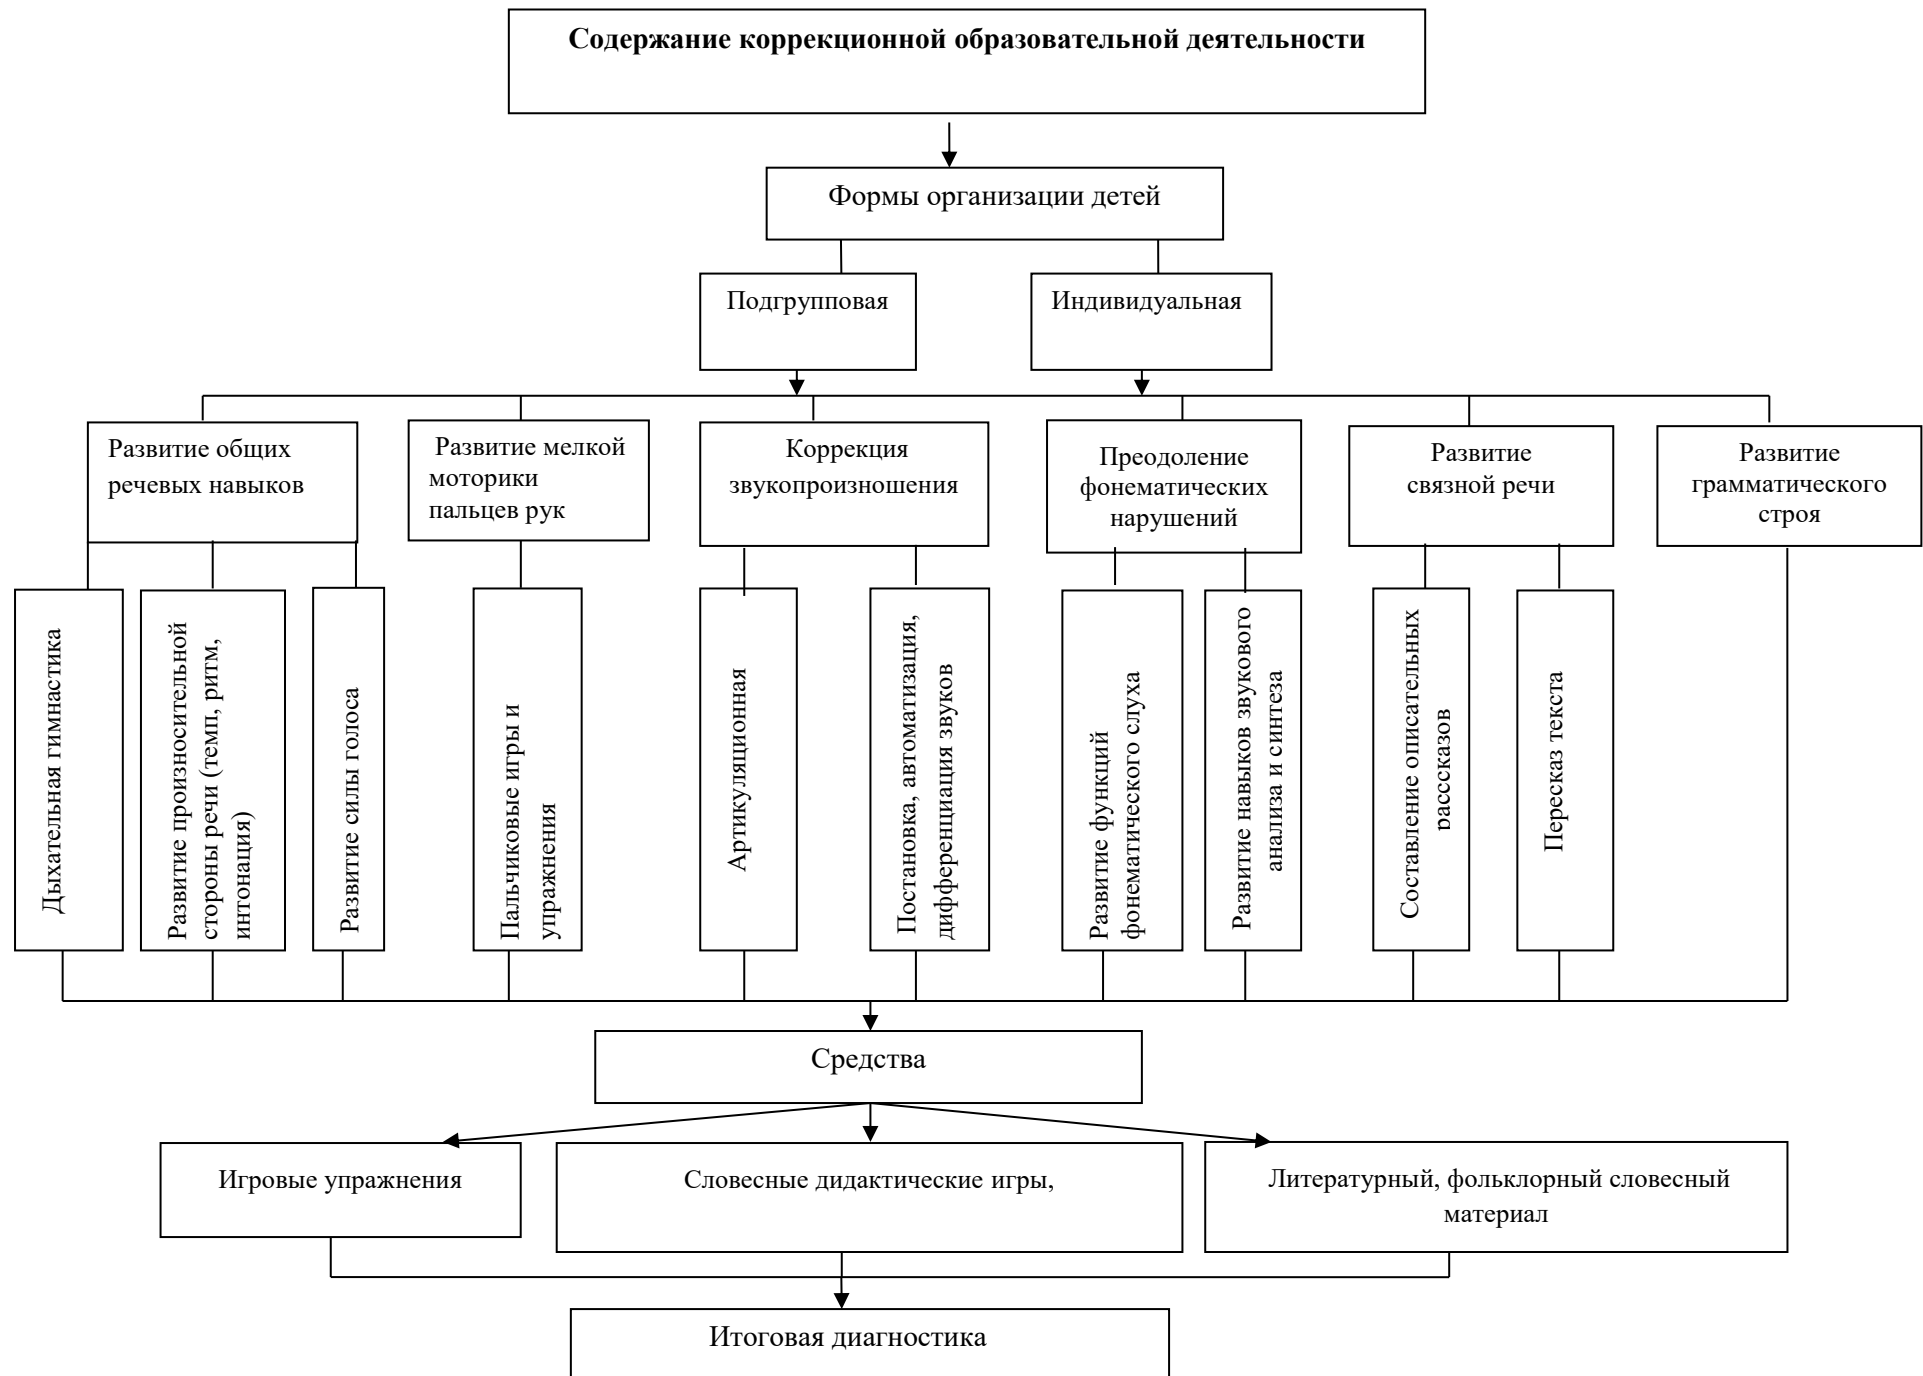 Содержание коррекционной образовательной деятельности
Формы организации детей
Подгрупповая
Индивидуальная
Развитие общих
речевых навыков
Развитие мелкой
моторики
пальцев рук
Коррекция
звукопроизношения
Преодоление
фонематических
нарушений
Развитие
связной речи
Развитие
грамматического
строя
Дыхательная гимнастика
Развитие произносительной
стороны речи (темп, ритм,
интонация)
Развитие силы голоса
Пальчиковые игры и
упражнения
Артикуляционная
Постановка, автоматизация,
дифференциация звуков
Развитие функций
фонематического слуха
Развитие навыков звукового
анализа и синтеза
Составление описательных
рассказов
Пересказ текста
Средства
Игровые упражнения
Словесные дидактические игры,
Литературный, фольклорный словесный
материал
Итоговая диагностика